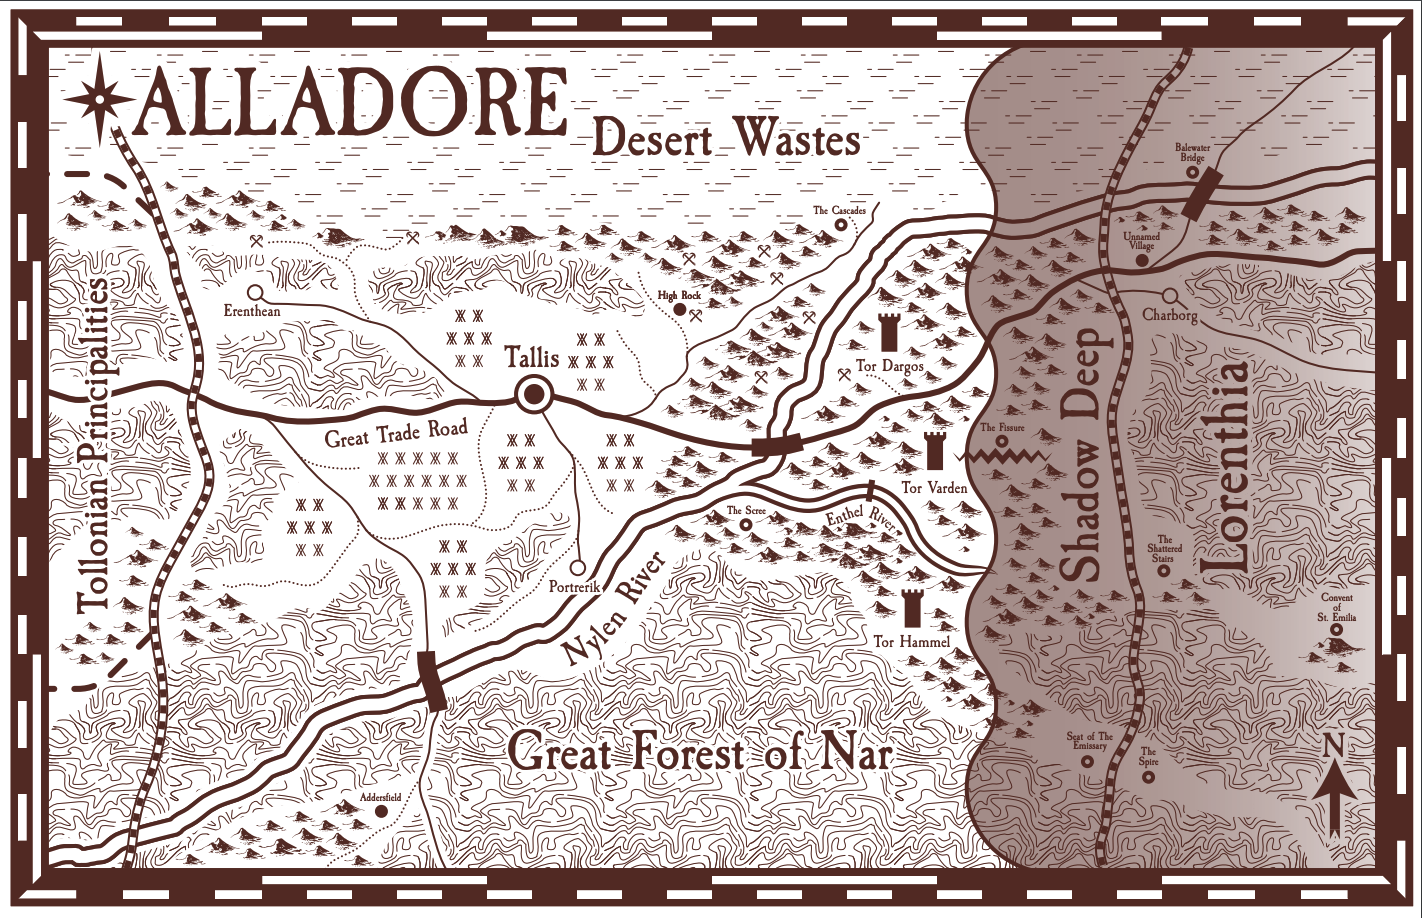 ALLADORE
Desert Wastes
Balewater
Bridge
The Cascades
Unnamed
Village
Tollonian Principalities
Erenthean
High Rock
Charborg
Tallis
Tor Dargos
Great Trade Road
The Fissure
Shadow Deep
Lorenthia
Tor Varden
The Scree
Enthel River
The
Shattered
Stairs
Portrerik
Nylen River
Convent
of
St. Emilia
Tor Hammel
Great Forest of Nar
Seat of The
Emissary
The
Spire
N
Addersfield